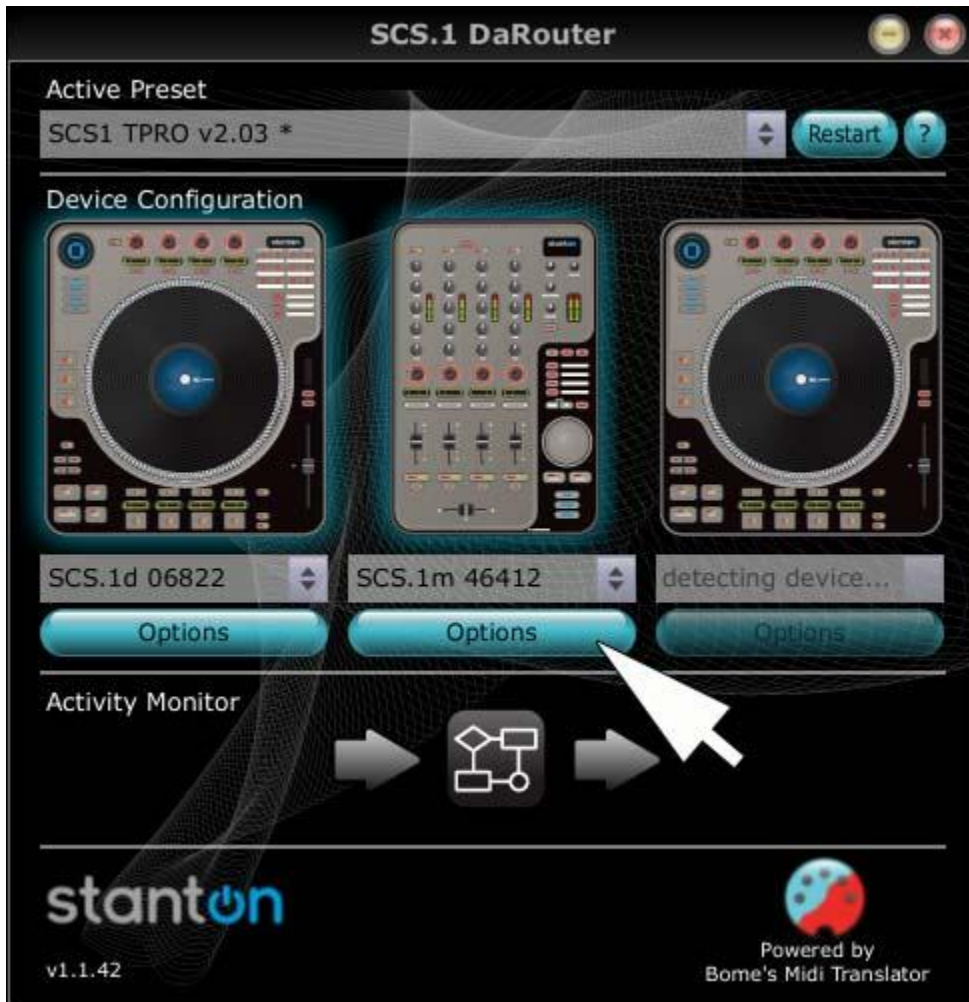 SCS.1 DaRouter
Active Preset
SCS1 TPRO v2.03 *
Restart
?
Device Configuration
SCS.1d 06822
SCS.1m 46412
detecting device...
Options
Options
Options
Activity Monitor
stanton
v1.1.42
Powered by
Bome's Midi Translator